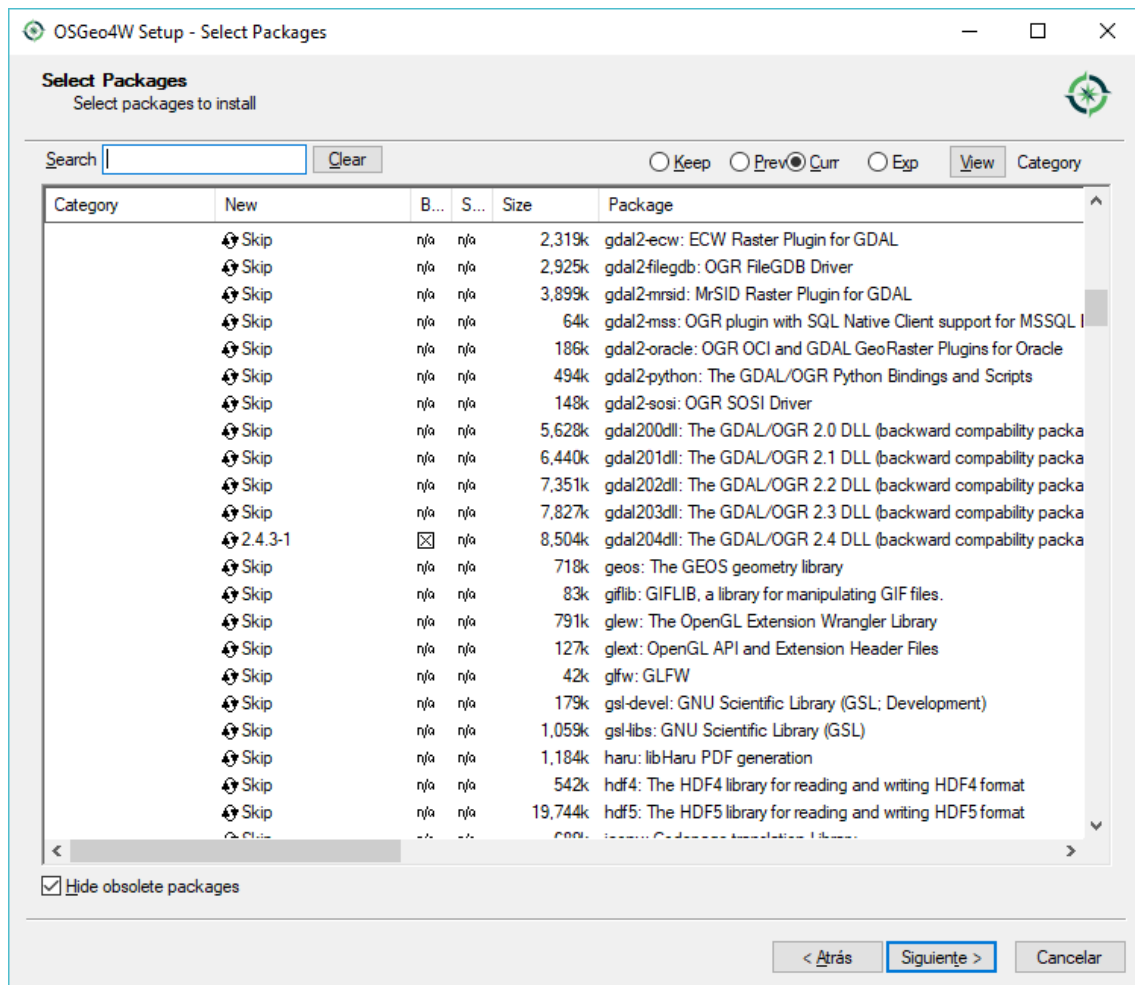 OSGeo4W Setup - Select Packages
Select Packages
Select packages to install
Search Clear Keep Prev Curr Exp View Category
Category New B... S... Size Package
Skip n/a n/a 2,319k gdal2-ecw: ECW Raster Plugin for GDAL
Skip n/a n/a 2,925k gdal2-filegdb: OGR FileGDB Driver
Skip n/a n/a 3,899k gdal2-mrsid: MrSID Raster Plugin for GDAL
Skip n/a n/a 64k gdal2-mss: OGR plugin with SQL Native Client support for MSSQL
Skip n/a n/a 186k gdal2-oracle: OGR OCI and GDAL GeoRaster Plugins for Oracle
Skip n/a n/a 494k gdal2-python: The GDAL/OGR Python Bindings and Scripts
Skip n/a n/a 148k gdal2-sosi: OGR SOSI Driver
Skip n/a n/a 5,628k gdal200dll: The GDAL/OGR 2.0 DLL (backward compability packa
Skip n/a n/a 6,440k gdal201dll: The GDAL/OGR 2.1 DLL (backward compability packa
Skip n/a n/a 7,351k gdal202dll: The GDAL/OGR 2.2 DLL (backward compability packa
Skip n/a n/a 7,827k gdal203dll: The GDAL/OGR 2.3 DLL (backward compability packa
2.4.3-1 n/a 8,504k gdal204dll: The GDAL/OGR 2.4 DLL (backward compability packa
Skip n/a n/a 718k geos: The GEOS geometry library
Skip n/a n/a 83k giflib: GIFLIB, a library for manipulating GIF files.
Skip n/a n/a 791k glew: The OpenGL Extension Wrangler Library
Skip n/a n/a 127k glext: OpenGL API and Extension Header Files
Skip n/a n/a 42k glfw: GLFW
Skip n/a n/a 179k gsl-devel: GNU Scientific Library (GSL; Development)
Skip n/a n/a 1,059k gsl-libs: GNU Scientific Library (GSL)
Skip n/a n/a 1,184k haru: libHaru PDF generation
Skip n/a n/a 542k hdf4: The HDF4 library for reading and writing HDF4 format
Skip n/a n/a 19,744k hdf5: The HDF5 library for reading and writing HDF5 format
Hide obsolete packages
< Atrás Siguiente > Cancelar